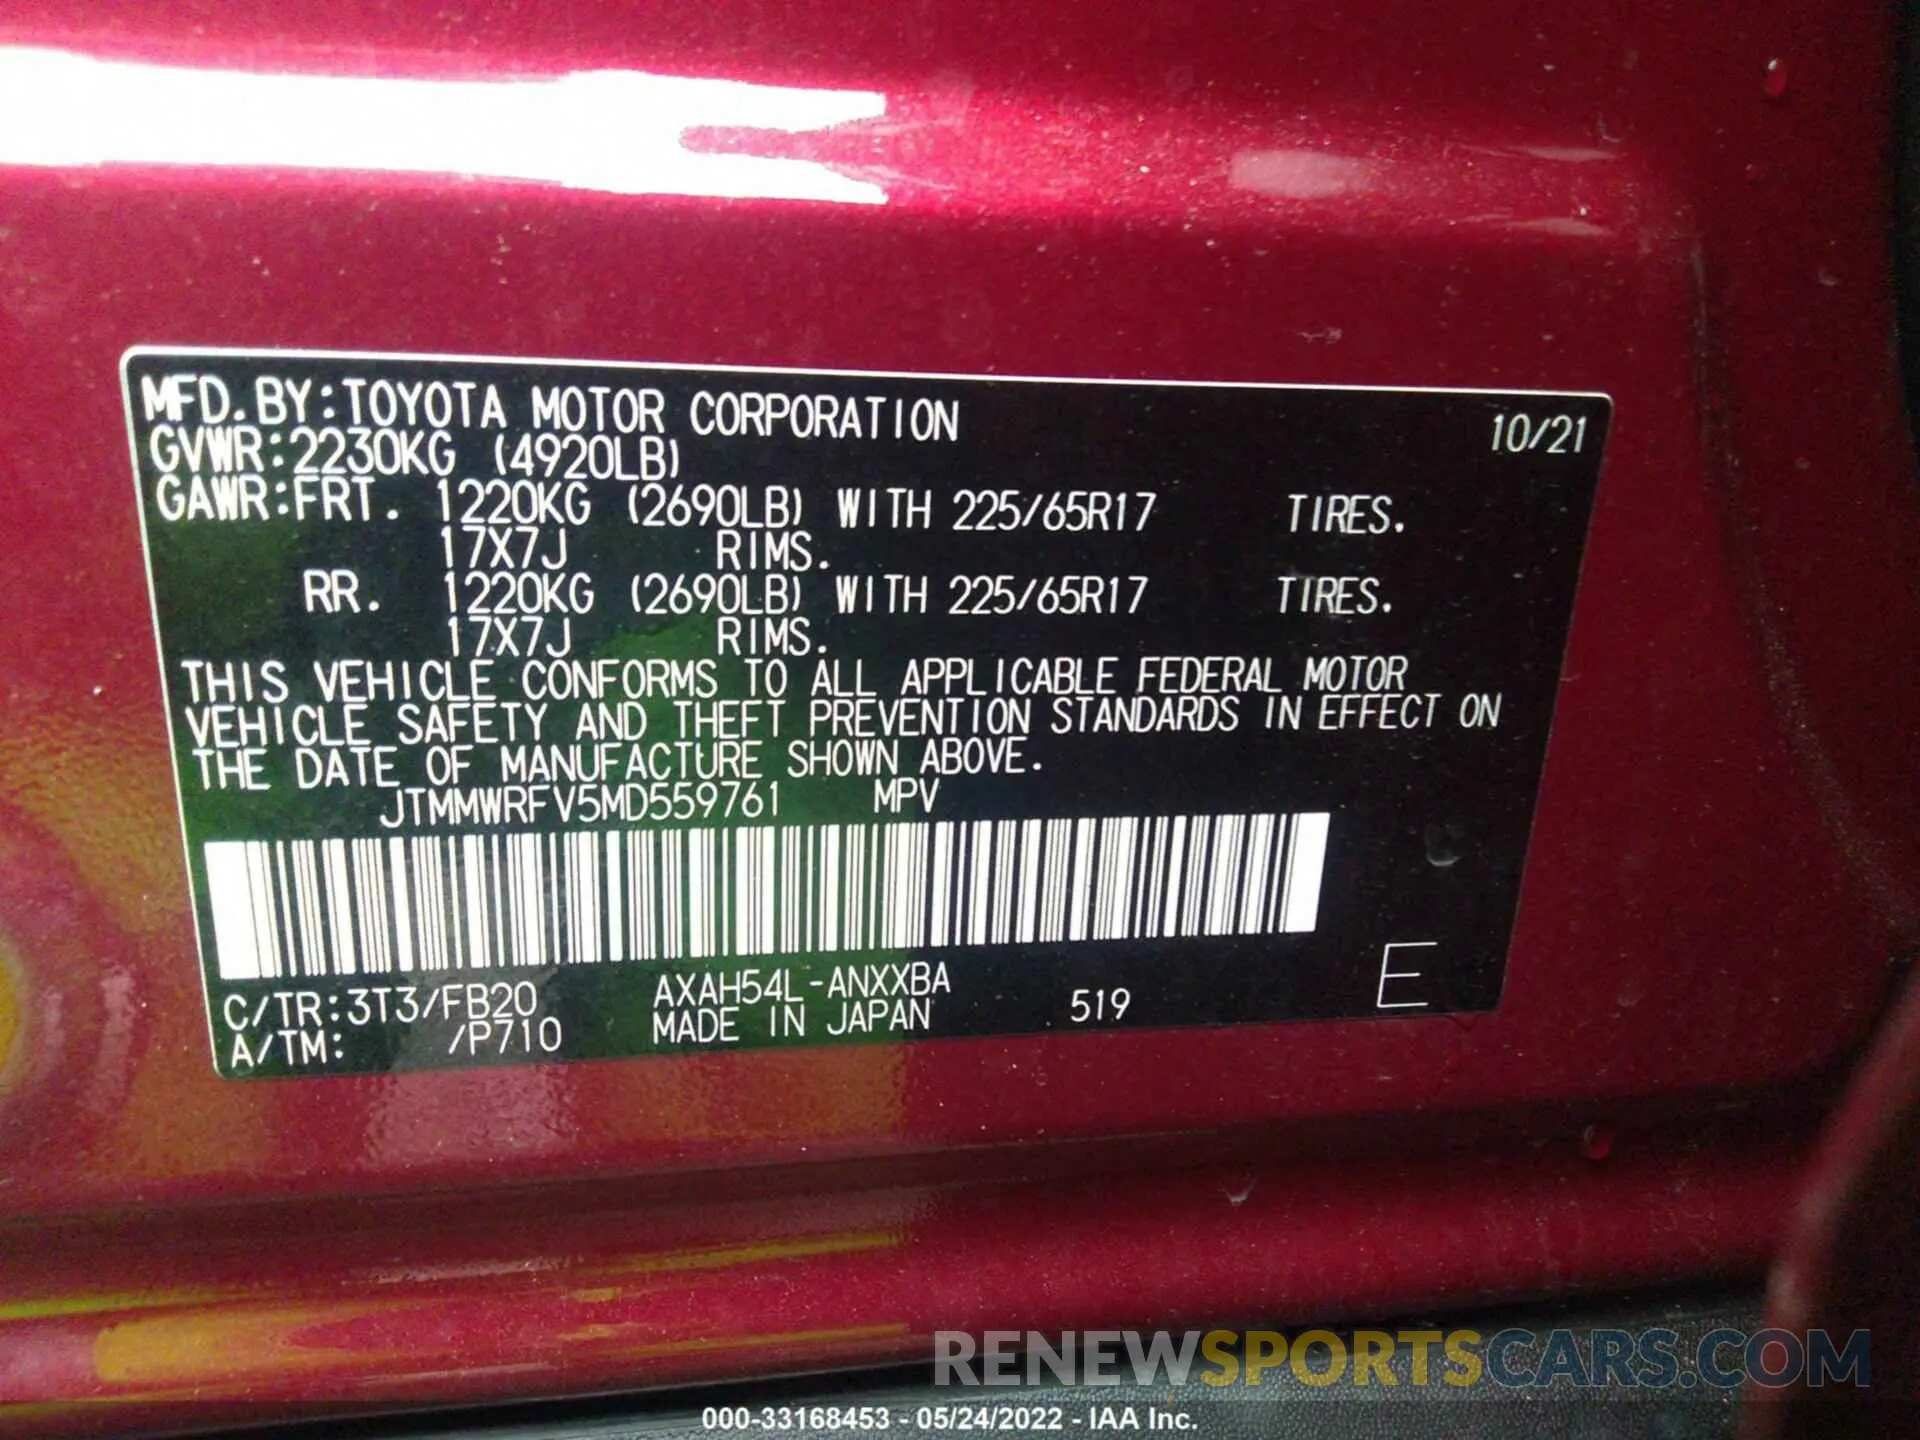 MFD.BY:TOYOTA MOTOR CORPORATION 10/21
GVWR:2230KG (4920LB)
GAWR:FRT. 1220KG (2690LB) WITH 225/65R17 TIRES.
17X7J RIMS.
RR. 1220KG (2690LB) WITH 225/65R17 TIRES.
17X7J RIMS.
THIS VEHICLE CONFORMS TO ALL APPLICABLE FEDERAL MOTOR
VEHICLE SAFETY AND THEFT PREVENTION STANDARDS IN EFFECT ON
THE DATE OF MANUFACTURE SHOWN ABOVE.
JTMMWRFV5MD559761 MPV
C/TR:3T3/FB20 AXAH54L-ANXXBA 519 E
A/TM: /P710 MADE IN JAPAN
RENEWSPORTSCARS.COM
000-33168453 - 05/24/2022 - IAA Inc.